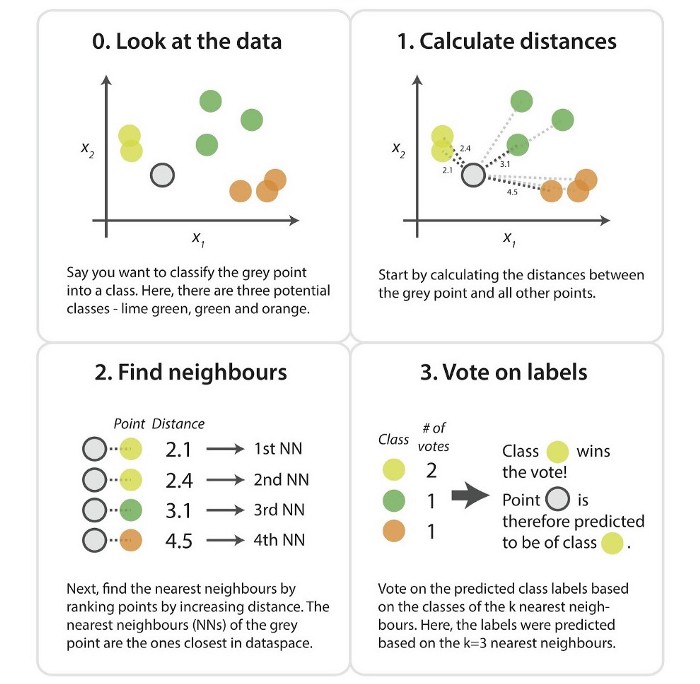 0. Look at the data
X2
X1
Say you want to classify the grey point
into a class. Here, there are three potential
classes - lime green, green and orange.
1. Calculate distances
X2
2.4
2.1
3.1
4.5
X1
Start by calculating the distances between
the grey point and all other points.
2. Find neighbours
Point Distance
2.1 1st NN
2.4 2nd NN
3.1 3rd NN
4.5 4th NN
Next, find the nearest neighbours by
ranking points by increasing distance. The
nearest neighbours (NNs) of the grey
point are the ones closest in dataspace.
3. Vote on labels
Class # of
votes
2
1
1
Class wins
the vote!
Point is
therefore predicted
to be of class .
Vote on the predicted class labels based
on the classes of the k nearest neigh-
bours. Here, the labels were predicted
based on the k=3 nearest neighbours.